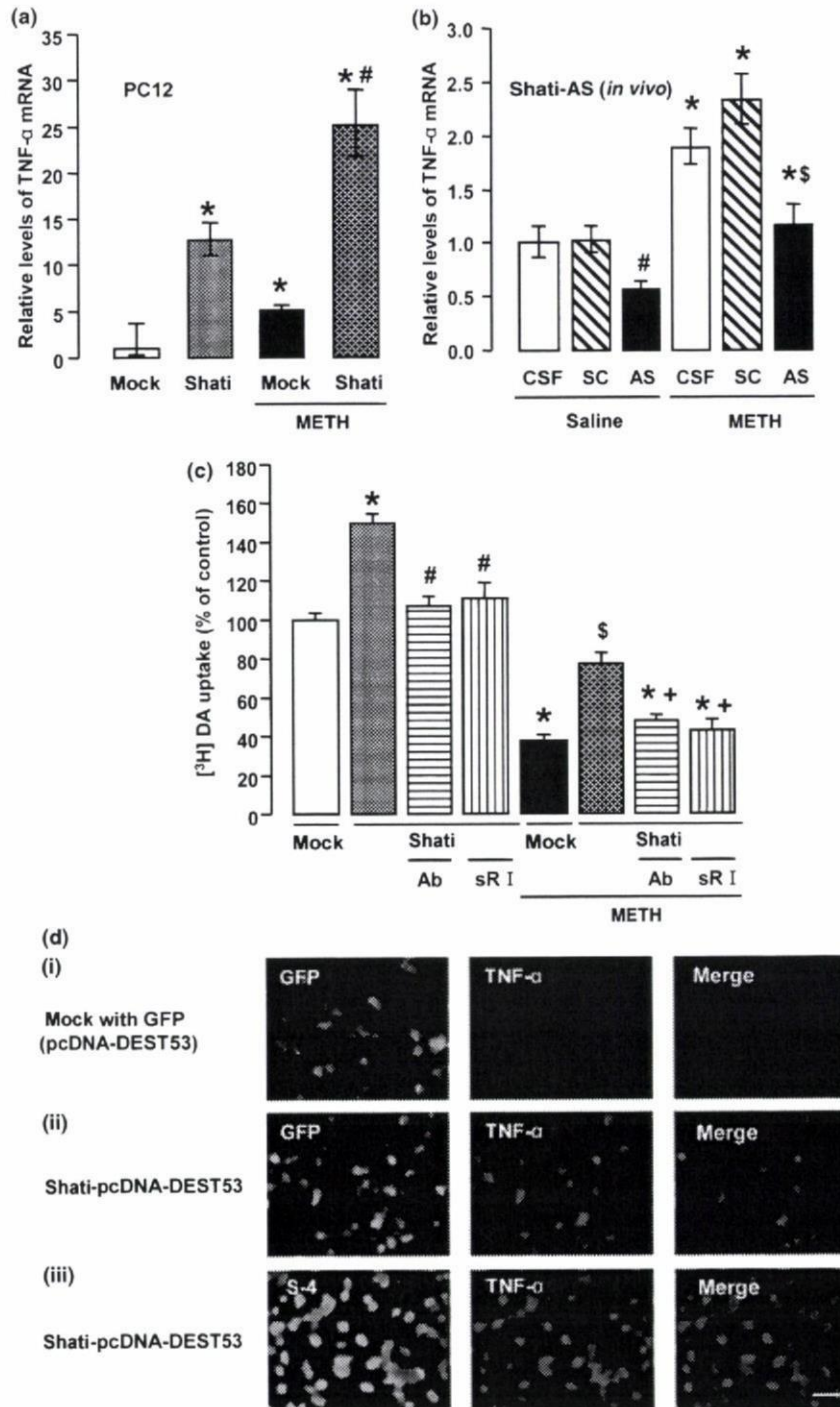 (a)
Relative levels of TNF-α mRNA
35
30
25
20
15
10
5
0
PC12
*
*
* #
Mock Shati Mock Shati
METH
(b)
Relative levels of TNF-α mRNA
3.0
2.5
2.0
1.5
1.0
0.5
0.0
Shati-AS (in vivo)
#
*
*
*$
CSF SC AS CSF SC AS
Saline METH
(c)
[³H] DA uptake (% of control)
180
160
140
120
100
80
60
40
20
0
*
# #
*
$
* + * +
Mock Shati Mock Shati
Ab sR I Ab sR I
METH
(d)
(i)
Mock with GFP
(pcDNA-DEST53)
GFP TNF-α Merge
(ii)
Shati-pcDNA-DEST53
GFP TNF-α Merge
(iii)
Shati-pcDNA-DEST53
S-4 TNF-α Merge